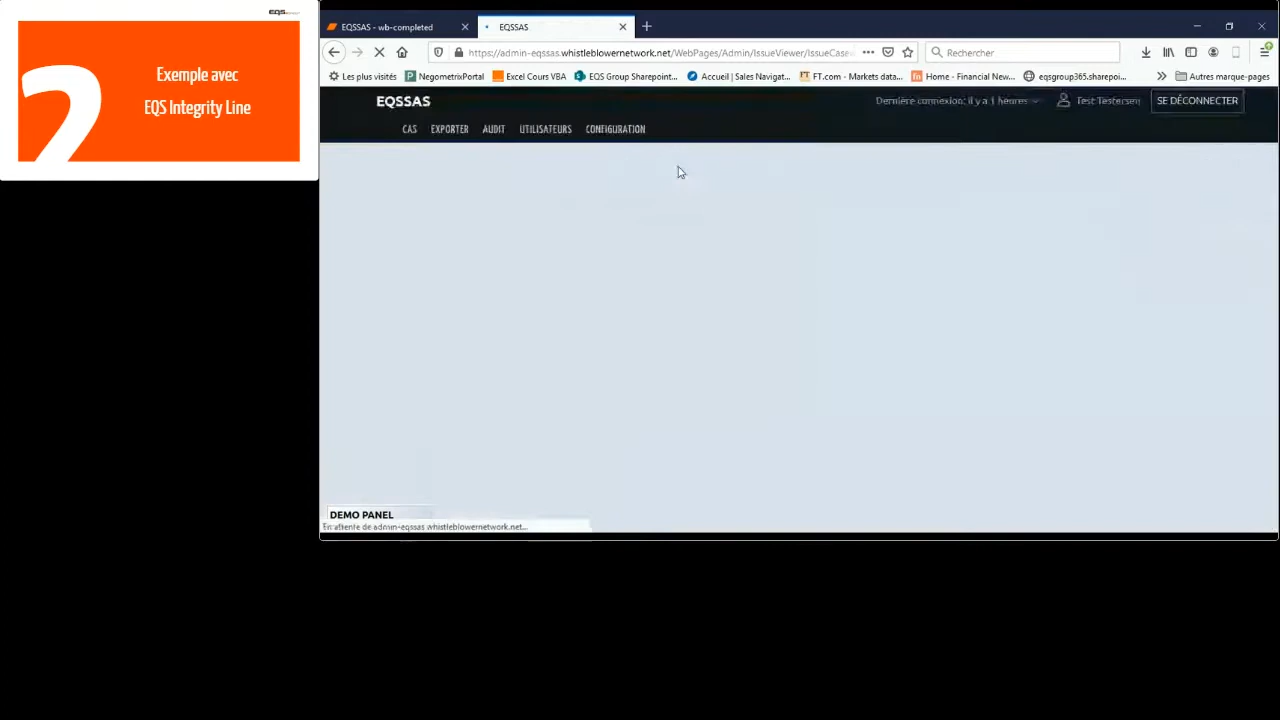 EQS
2
Exemple avec
EQS Integrity Line
EQSSAS - wb-completed
EQSSAS
https://admin-eqssas.whistleblowernetwork.net/WebPages/Admin/IssueViewer/IssueCase
Rechercher
Les plus visités
NegometrixPortal
Excel Cours VBA
EQS Group Sharepoint...
Accueil | Sales Navigat...
FT.com - Markets data...
Home - Financial New...
eqsgroup365.sharepoi...
Autres marque-pages
EQSSAS
Dernière connexion: il y a 1 heures
Test Testersen
SE DÉCONNECTER
CAS
EXPORTER
AUDIT
UTILISATEURS
CONFIGURATION
DEMO PANEL
En attente de admin-eqssas.whistleblowernetwork.net...